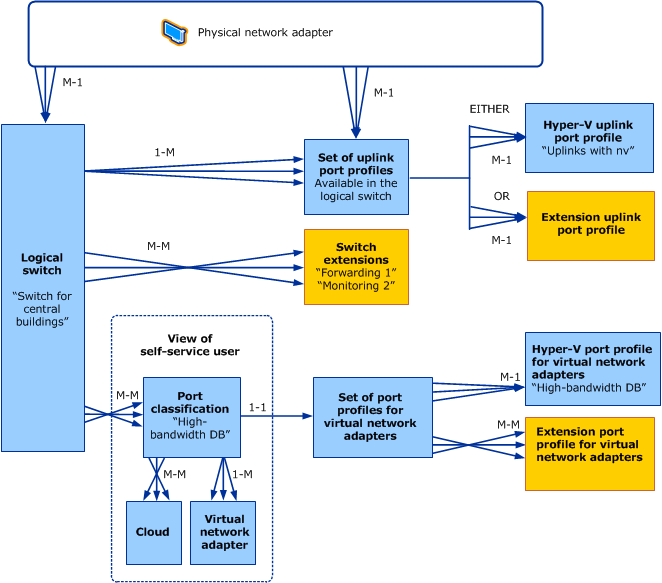 Physical network adapter
M-1
M-1
EITHER
Hyper-V uplink
port profile
“Uplinks with nv”
M-1
1-M
Set of uplink
port profiles
Available in the
logical switch
OR
Extension uplink
port profile
M-1
M-M
Switch
extensions
“Forwarding 1”
“Monitoring 2”
Logical
switch
“Switch for
central
buildings”
View of
self-service user
Hyper-V port profile
for virtual network
adapters
“High-bandwidth DB”
M-1
M-M
Port
classification
“High-
bandwidth DB”
1-1
Set of port
profiles for
virtual network
adapters
M-M
Extension port
profile for virtual
network adapters
M-M
1-M
Cloud
Virtual
network
adapter